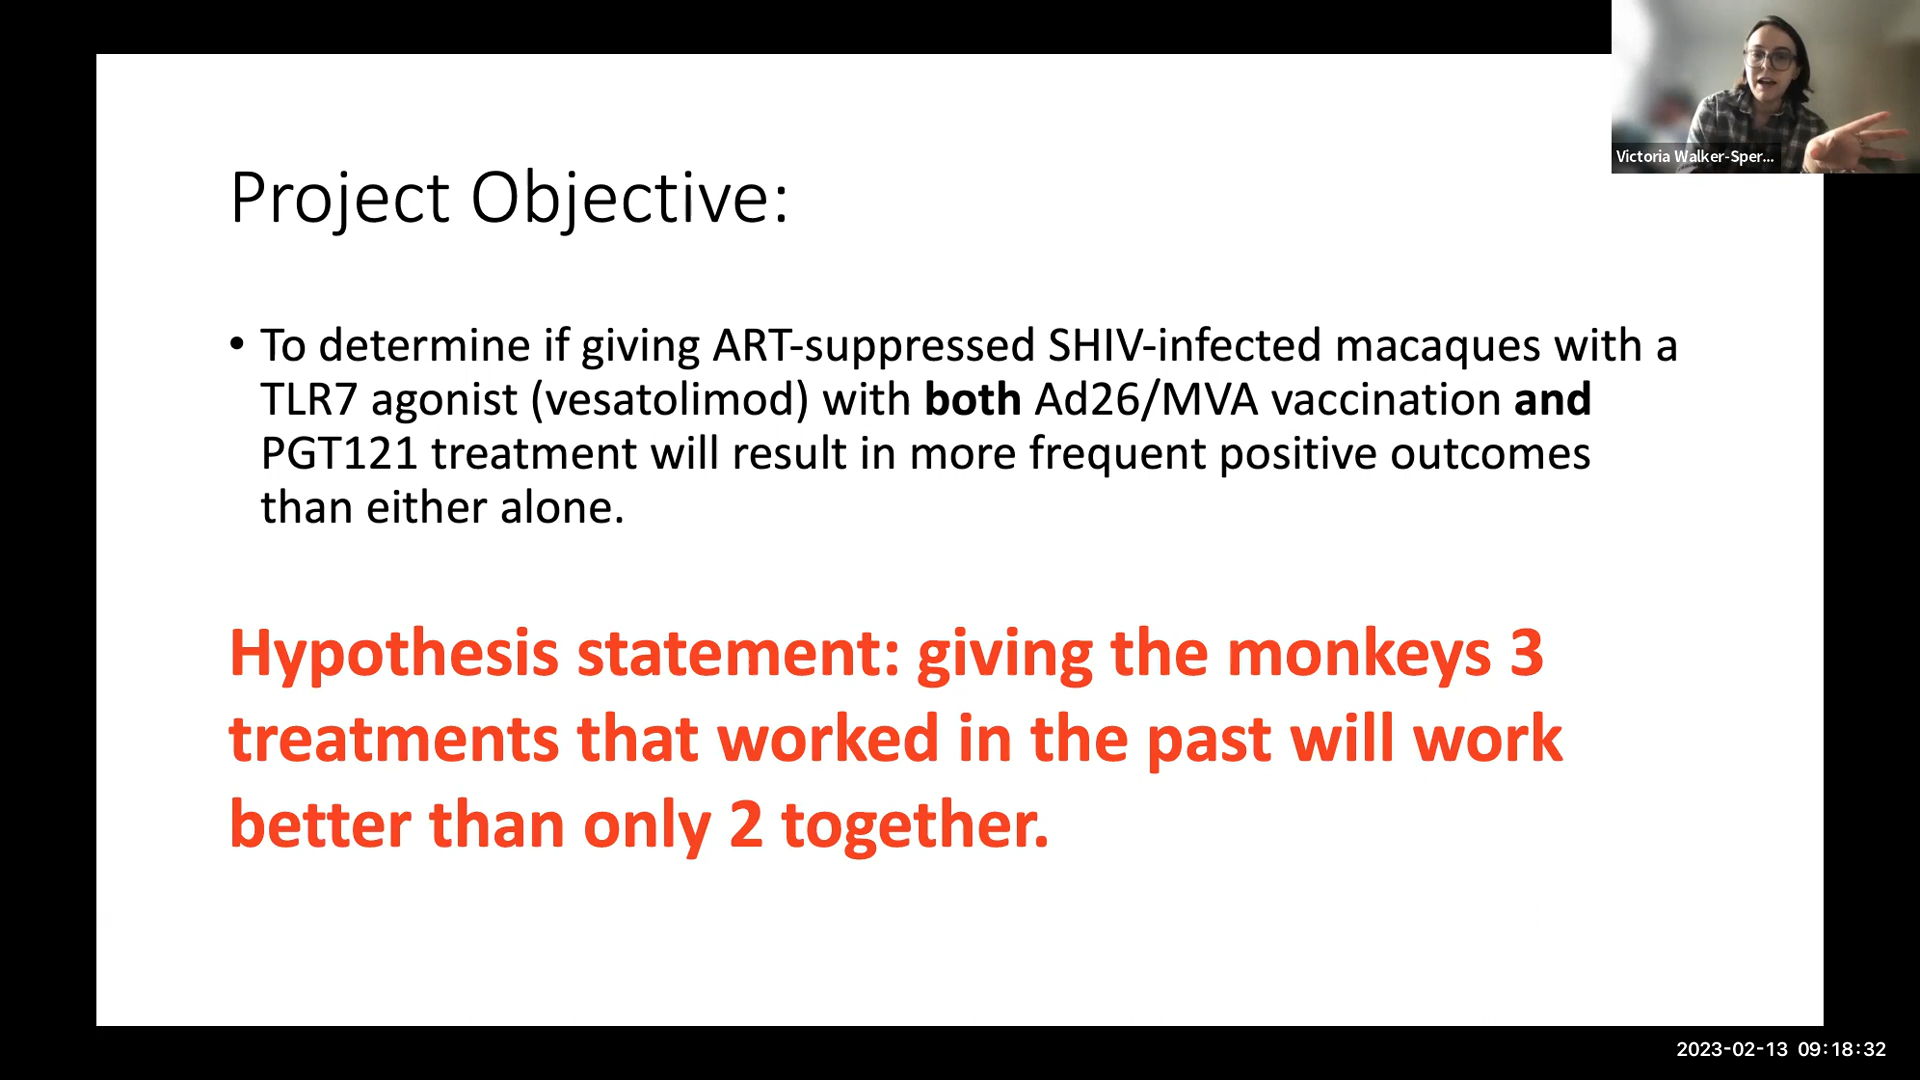 Victoria Walker-Sper...
Project Objective:
• To determine if giving ART-suppressed SHIV-infected macaques with a
TLR7 agonist (vesatolimod) with both Ad26/MVA vaccination and
PGT121 treatment will result in more frequent positive outcomes
than either alone.
Hypothesis statement: giving the monkeys 3
treatments that worked in the past will work
better than only 2 together.
2023-02-13 09:18:32